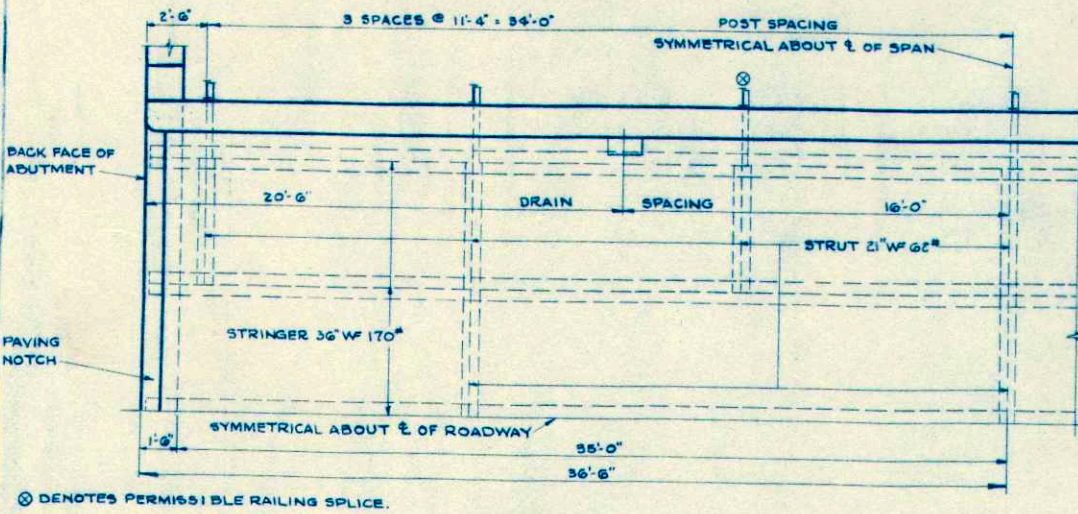 2'-6" 3 SPACES @ 11'-4" = 34'-0" POST SPACING
SYMMETRICAL ABOUT ℄ OF SPAN
BACK FACE OF
ABUTMENT
20'-6" DRAIN SPACING 16'-0"
STRUT 21" WF 62#
STRINGER 36" WF 170#
PAVING
NOTCH
SYMMETRICAL ABOUT ℄ OF ROADWAY
1'-6" 35'-0"
36'-6"
⊗ DENOTES PERMISSIBLE RAILING SPLICE.